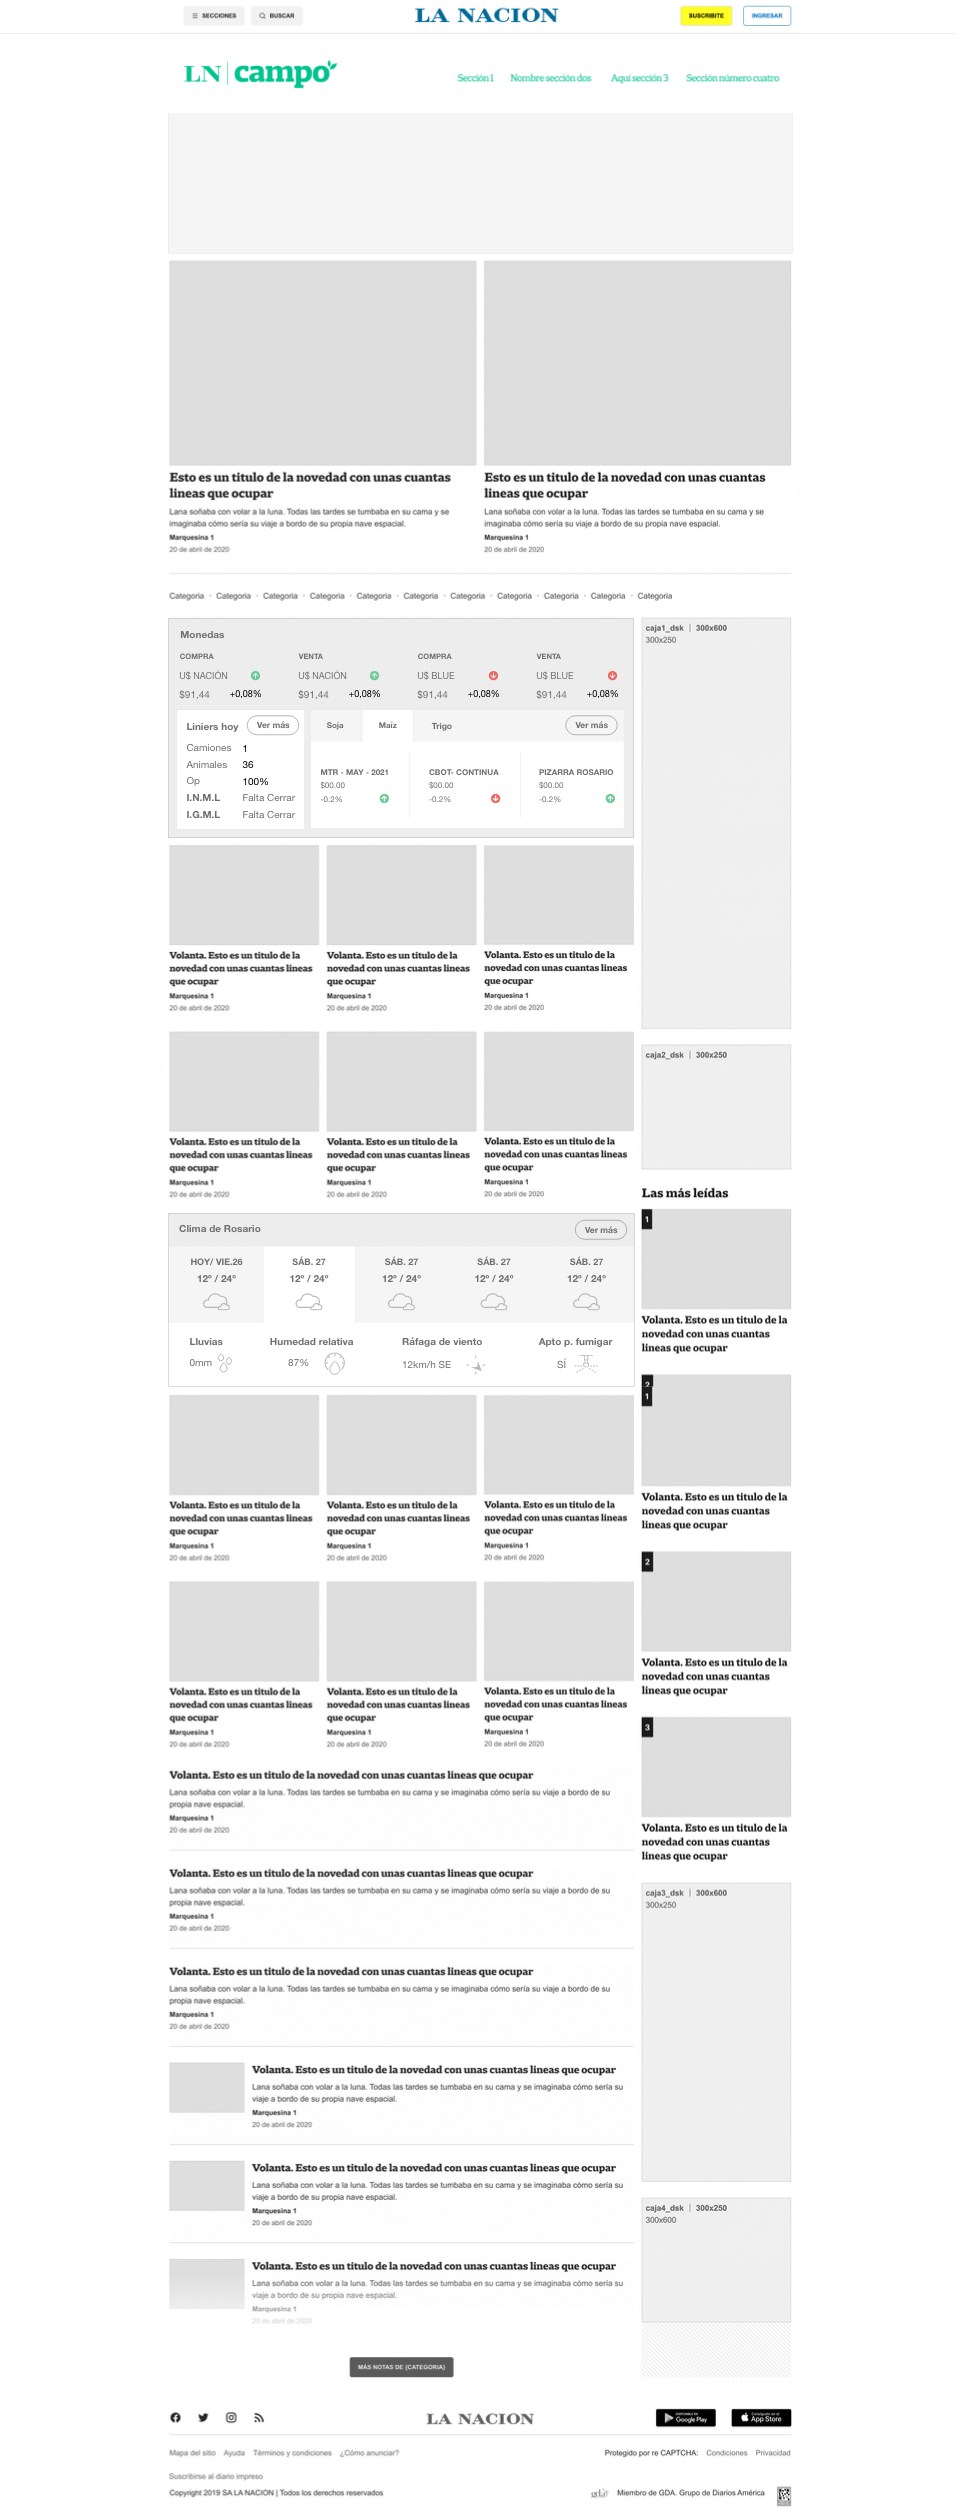 SECCIONES
BUSCAR
LA NACION
SUSCRIBITE
INGRESAR
LN campo
Sección 1
Nombre sección dos
Aquí sección 3
Sección número cuatro
Esto es un titulo de la novedad con unas cuantas
lineas que ocupar
Lana soñaba con volar a la luna. Todas las tardes se tumbaba en su cama y se
imaginaba cómo sería su viaje a bordo de su propia nave espacial.
Marquesina 1
20 de abril de 2020
Esto es un titulo de la novedad con unas cuantas
lineas que ocupar
Lana soñaba con volar a la luna. Todas las tardes se tumbaba en su cama y se
imaginaba cómo sería su viaje a bordo de su propia nave espacial.
Marquesina 1
20 de abril de 2020
Categoria • Categoria • Categoria • Categoria • Categoria • Categoria • Categoria • Categoria • Categoria • Categoria • Categoria
Monedas
COMPRA
U$ NACIÓN
$91,44 +0,08%
VENTA
U$ NACIÓN
$91,44 +0,08%
COMPRA
U$ BLUE
$91,44 +0,08%
VENTA
U$ BLUE
$91,44 +0,08%
Liniers hoy
Ver más
Camiones 1
Animales 36
Op 100%
I.N.M.L Falta Cerrar
I.G.M.L Falta Cerrar
Soja
Maíz
Trigo
Ver más
MTR - MAY - 2021
$00.00
-0.2%
CBOT- CONTINUA
$00.00
-0.2%
PIZARRA ROSARIO
$00.00
-0.2%
caja1_dsk | 300x600
300x250
Volanta. Esto es un titulo de la
novedad con unas cuantas lineas
que ocupar
Marquesina 1
20 de abril de 2020
Volanta. Esto es un titulo de la
novedad con unas cuantas lineas
que ocupar
Marquesina 1
20 de abril de 2020
Volanta. Esto es un titulo de la
novedad con unas cuantas lineas
que ocupar
Marquesina 1
20 de abril de 2020
caja2_dsk | 300x250
Volanta. Esto es un titulo de la
novedad con unas cuantas lineas
que ocupar
Marquesina 1
20 de abril de 2020
Volanta. Esto es un titulo de la
novedad con unas cuantas lineas
que ocupar
Marquesina 1
20 de abril de 2020
Volanta. Esto es un titulo de la
novedad con unas cuantas lineas
que ocupar
Marquesina 1
20 de abril de 2020
Clima de Rosario
Ver más
HOY/ VIE.26
12º / 24º
SÁB. 27
12º / 24º
SÁB. 27
12º / 24º
SÁB. 27
12º / 24º
SÁB. 27
12º / 24º
Lluvias
0mm
Humedad relativa
87%
Ráfaga de viento
12km/h SE
Apto p. fumigar
SÍ
Las más leídas
1
Volanta. Esto es un titulo de la
novedad con unas cuantas
lineas que ocupar
2
1
Volanta. Esto es un titulo de la
novedad con unas cuantas
lineas que ocupar
2
Volanta. Esto es un titulo de la
novedad con unas cuantas
lineas que ocupar
3
Volanta. Esto es un titulo de la
novedad con unas cuantas
lineas que ocupar
Volanta. Esto es un titulo de la
novedad con unas cuantas lineas
que ocupar
Marquesina 1
20 de abril de 2020
Volanta. Esto es un titulo de la
novedad con unas cuantas lineas
que ocupar
Marquesina 1
20 de abril de 2020
Volanta. Esto es un titulo de la
novedad con unas cuantas lineas
que ocupar
Marquesina 1
20 de abril de 2020
Volanta. Esto es un titulo de la
novedad con unas cuantas lineas
que ocupar
Marquesina 1
20 de abril de 2020
Volanta. Esto es un titulo de la
novedad con unas cuantas lineas
que ocupar
Marquesina 1
20 de abril de 2020
Volanta. Esto es un titulo de la
novedad con unas cuantas lineas
que ocupar
Marquesina 1
20 de abril de 2020
Volanta. Esto es un titulo de la novedad con unas cuantas lineas que ocupar
Lana soñaba con volar a la luna. Todas las tardes se tumbaba en su cama y se imaginaba cómo sería su viaje a bordo de su
propia nave espacial.
Marquesina 1
20 de abril de 2020
Volanta. Esto es un titulo de la novedad con unas cuantas lineas que ocupar
Lana soñaba con volar a la luna. Todas las tardes se tumbaba en su cama y se imaginaba cómo sería su viaje a bordo de su
propia nave espacial.
Marquesina 1
20 de abril de 2020
Volanta. Esto es un titulo de la novedad con unas cuantas lineas que ocupar
Lana soñaba con volar a la luna. Todas las tardes se tumbaba en su cama y se imaginaba cómo sería su viaje a bordo de su
propia nave espacial.
Marquesina 1
20 de abril de 2020
Volanta. Esto es un titulo de la novedad con unas cuantas lineas que ocupar
Lana soñaba con volar a la luna. Todas las tardes se tumbaba en su cama y se imaginaba cómo sería su
viaje a bordo de su propia nave espacial.
Marquesina 1
20 de abril de 2020
Volanta. Esto es un titulo de la novedad con unas cuantas lineas que ocupar
Lana soñaba con volar a la luna. Todas las tardes se tumbaba en su cama y se imaginaba cómo sería su
viaje a bordo de su propia nave espacial.
Marquesina 1
20 de abril de 2020
Volanta. Esto es un titulo de la novedad con unas cuantas lineas que ocupar
Lana soñaba con volar a la luna. Todas las tardes se tumbaba en su cama y se imaginaba cómo sería su
viaje a bordo de su propia nave espacial.
Marquesina 1
20 de abril de 2020
caja3_dsk | 300x600
300x250
caja4_dsk | 300x250
300x600
MÁS NOTAS DE (CATEGORIA)
LA NACION
DISPONIBLE EN
Google Play
Consíguelo en el
App Store
Mapa del sitio Ayuda Términos y condiciones ¿Cómo anunciar?
Protegido por re CAPTCHA: Condiciones Privacidad
Suscribirse al diario impreso
Copyright 2019 SA LA NACION | Todos los derechos reservados
gda
Miembro de GDA. Grupo de Diarios América